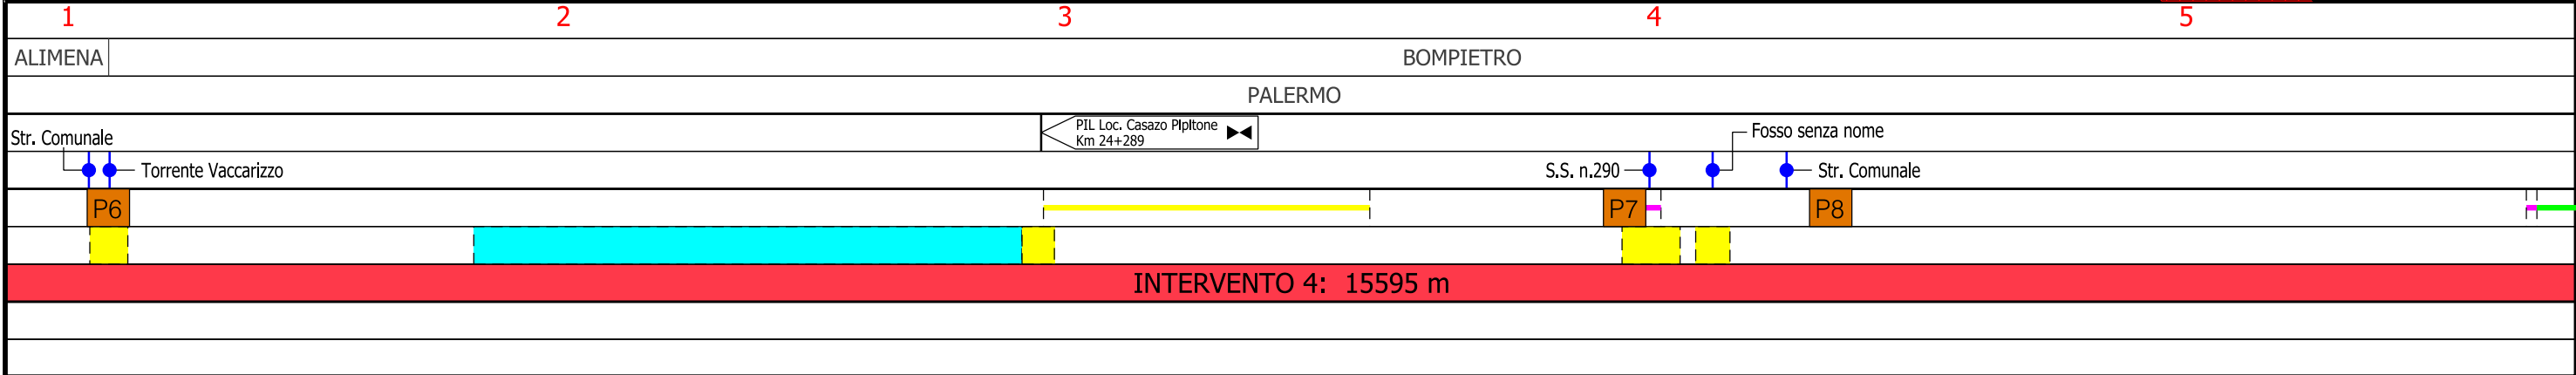 1 2 3 4 5
ALIMENA BOMPIETRO
PALERMO
Str. Comunale
PIL Loc. Casazo Pipitone
Km 24+289
Fosso senza nome
Torrente Vaccarizzo
S.S. n.290
Str. Comunale
P6 P7 P8
INTERVENTO 4: 15595 m